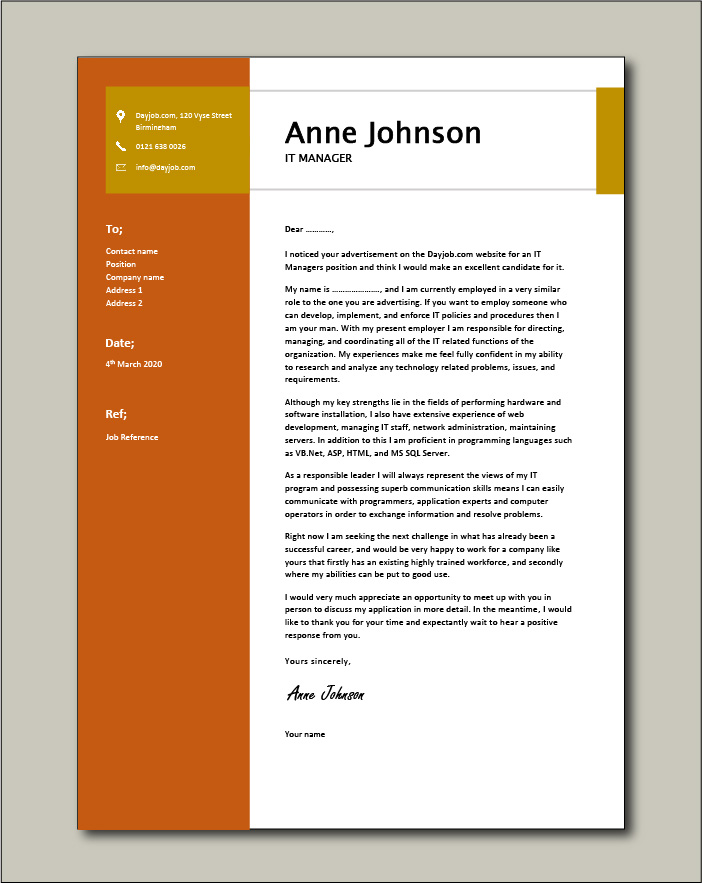 Dayjob.com, 120 Vyse Street
Birmineham
0121 638 0026
info@dayjob.com
Anne Johnson
IT MANAGER
To;
Contact name
Position
Company name
Address 1
Address 2
Date;
4th March 2020
Ref;
Job Reference
Dear …………,
I noticed your advertisement on the Dayjob.com website for an IT
Managers position and think I would make an excellent candidate for it.
My name is …………………., and I am currently employed in a very similar
role to the one you are advertising. If you want to employ someone who
can develop, implement, and enforce IT policies and procedures then I
am your man. With my present employer I am responsible for directing,
managing, and coordinating all of the IT related functions of the
organization. My experiences make me feel fully confident in my ability
to research and analyze any technology related problems, issues, and
requirements.
Although my key strengths lie in the fields of performing hardware and
software installation, I also have extensive experience of web
development, managing IT staff, network administration, maintaining
servers. In addition to this I am proficient in programming languages such
as VB.Net, ASP, HTML, and MS SQL Server.
As a responsible leader I will always represent the views of my IT
program and possessing superb communication skills means I can easily
communicate with programmers, application experts and computer
operators in order to exchange information and resolve problems.
Right now I am seeking the next challenge in what has already been a
successful career, and would be very happy to work for a company like
yours that firstly has an existing highly trained workforce, and secondly
where my abilities can be put to good use.
I would very much appreciate an opportunity to meet up with you in
person to discuss my application in more detail. In the meantime, I would
like to thank you for your time and expectantly wait to hear a positive
response from you.
Yours sincerely,
Anne Johnson
Your name